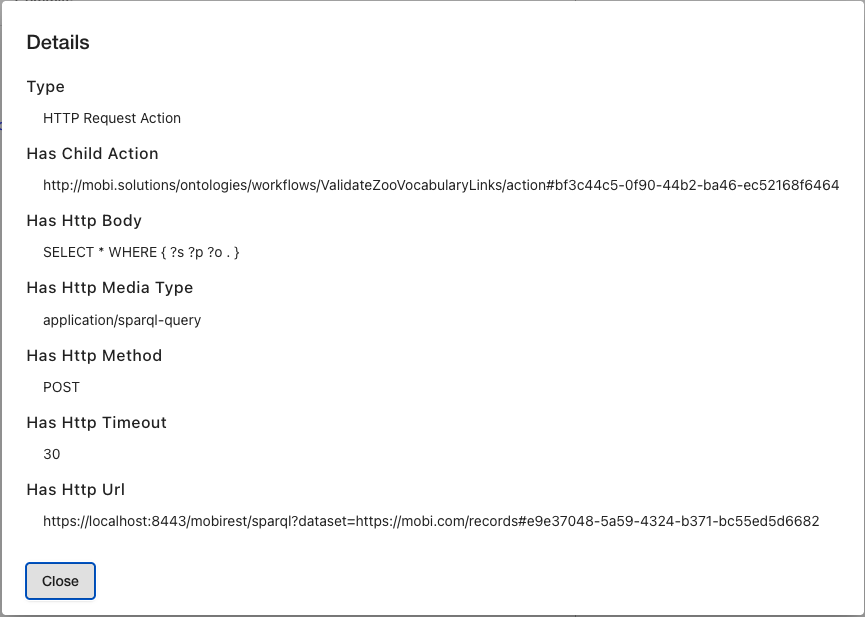 Details
Type
HTTP Request Action
Has Child Action
http://mobi.solutions/ontologies/workflows/ValidateZooVocabularyLinks/action#bf3c44c5-0f90-44b2-ba46-ec52168f6464
Has Http Body
SELECT * WHERE { ?s ?p ?o . }
Has Http Media Type
application/sparql-query
Has Http Method
POST
Has Http Timeout
30
Has Http Url
https://localhost:8443/mobirest/sparql?dataset=https://mobi.com/records#e9e37048-5a59-4324-b371-bc55ed5d6682
Close